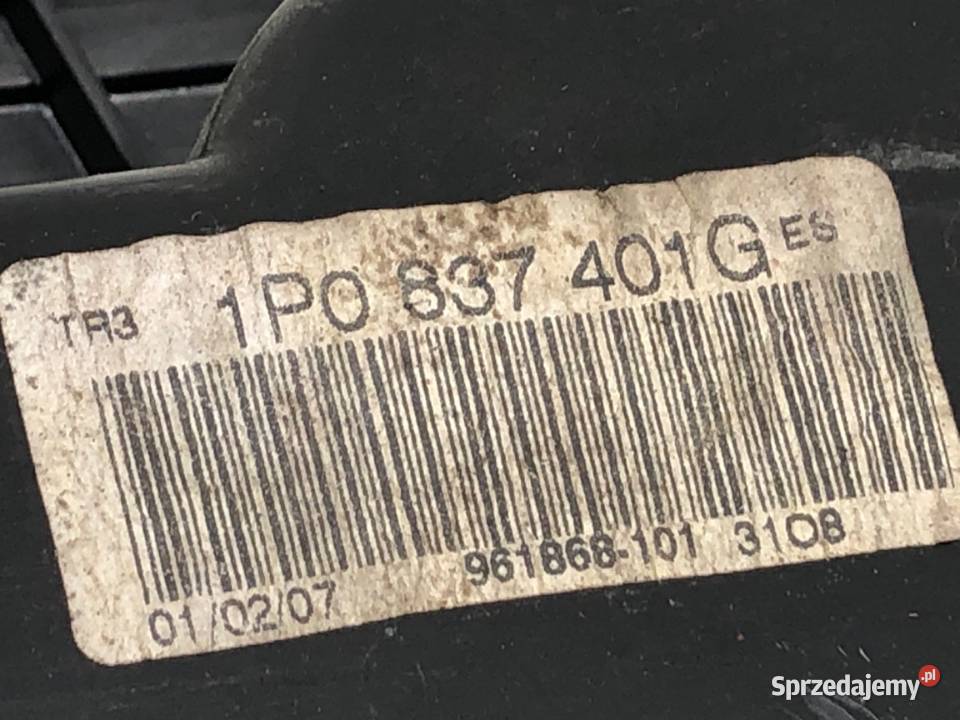 TR3 1P0 837 401G ES
961868-101 3108
01/02/07
Sprzedajemy.pl